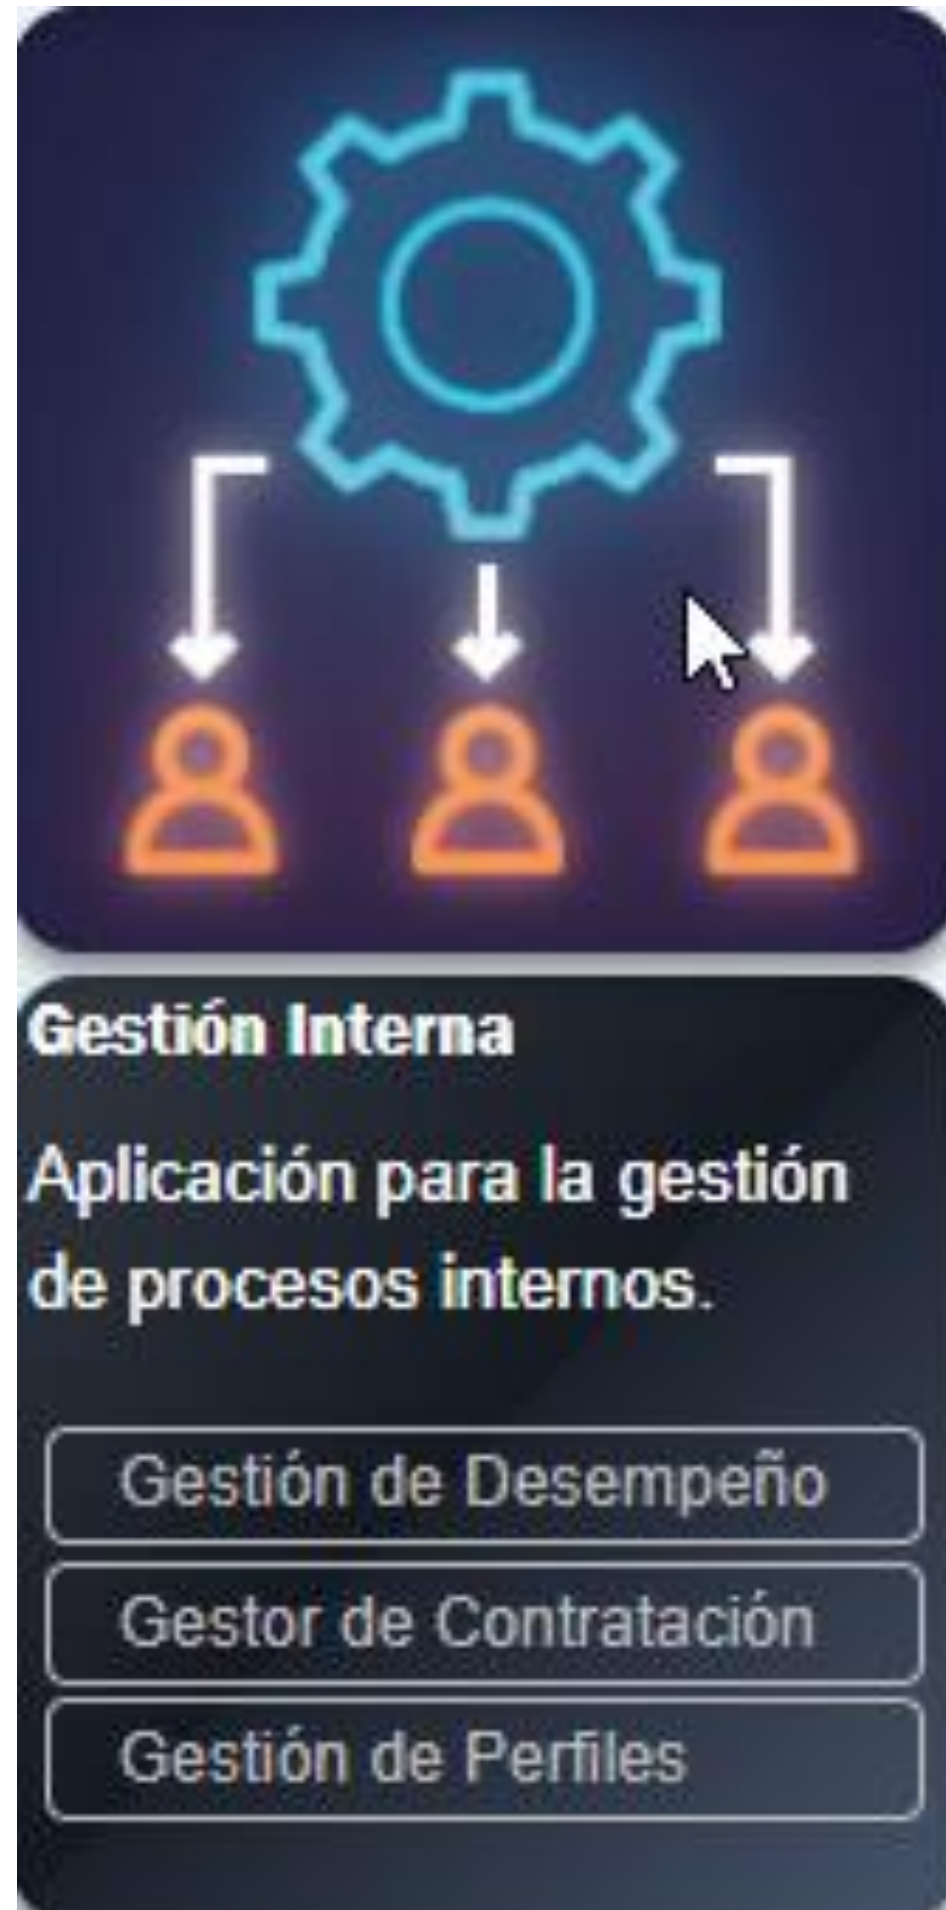 Gestión Interna
Aplicación para la gestión
de procesos internos.
Gestión de Desempeño
Gestor de Contratación
Gestión de Perfiles